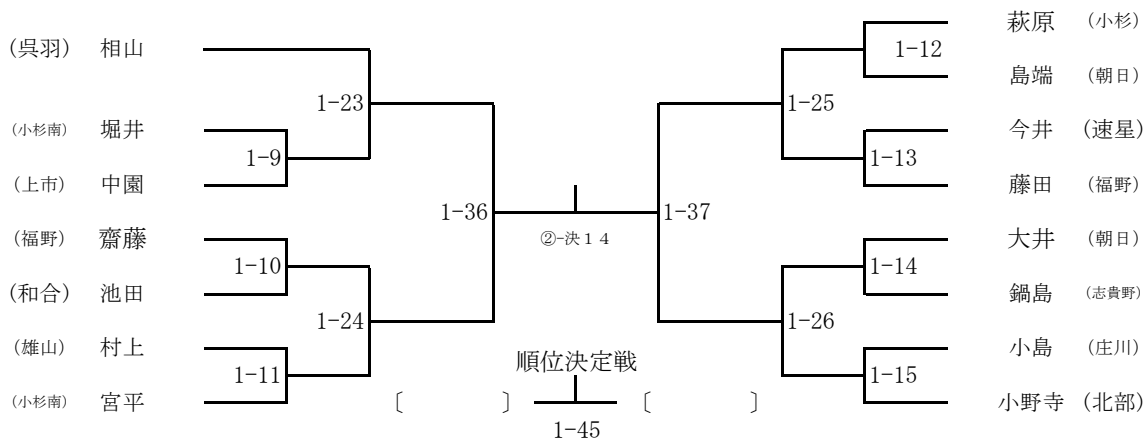 萩原 (小杉)
(呉羽) 相山
1-12
島端 (朝日)
1-23
1-25
(小杉南) 堀井
今井 (速星)
1-9
1-13
(上市) 中園
藤田 (福野)
1-36
1-37
(福野) 齋藤
②-決14
大井 (朝日)
1-10
1-14
(和合) 池田
鍋島 (志貴野)
1-24
1-26
(雄山) 村上
小島 (庄川)
順位決定戦
1-11
1-15
(小杉南) 宮平
〔 〕 〔 〕
小野寺 (北部)
1-45